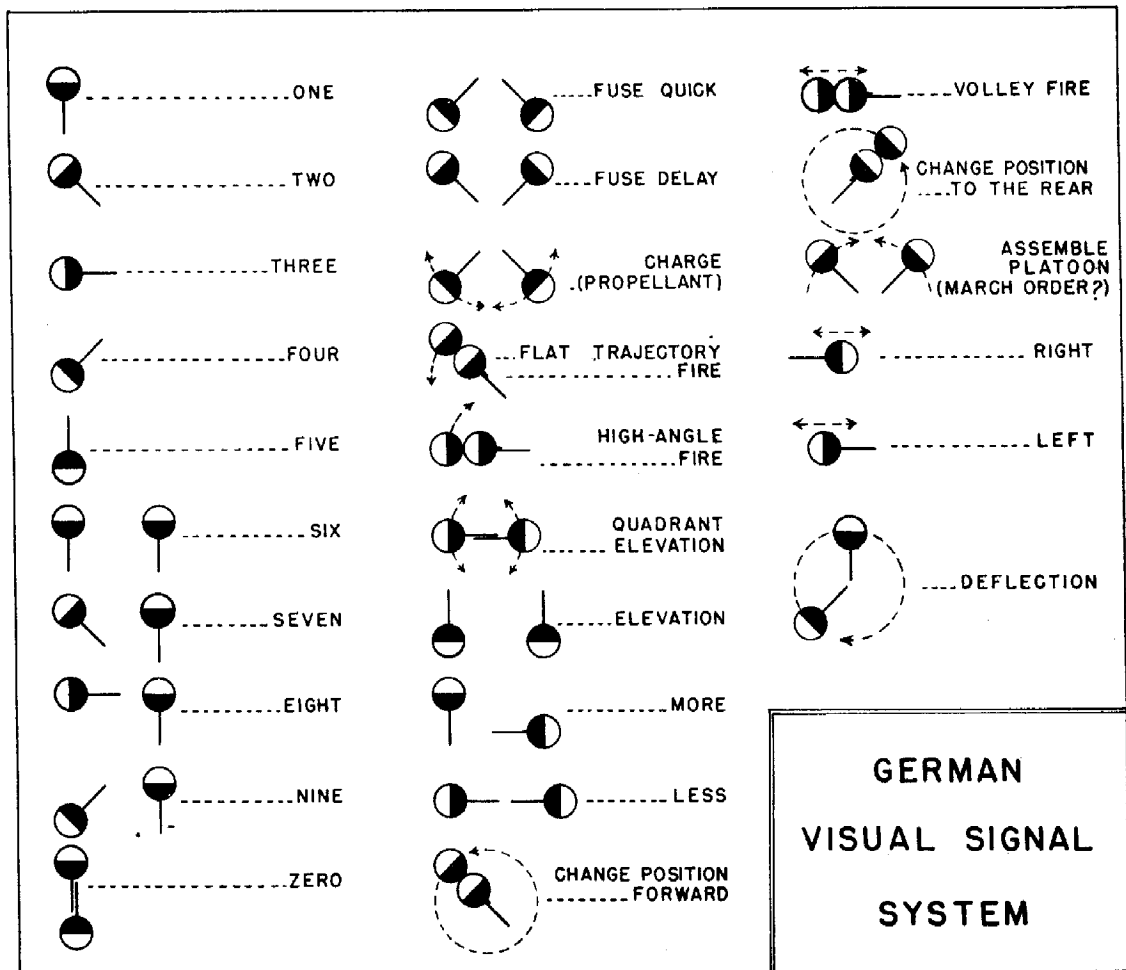 ONE
TWO
THREE
FOUR
FIVE
SIX
SEVEN
EIGHT
NINE
ZERO
FUSE QUICK
FUSE DELAY
CHARGE
(PROPELLANT)
FLAT TRAJECTORY
FIRE
HIGH-ANGLE
FIRE
QUADRANT
ELEVATION
ELEVATION
MORE
LESS
CHANGE POSITION
FORWARD
VOLLEY FIRE
CHANGE POSITION
TO THE REAR
ASSEMBLE
PLATOON
(MARCH ORDER?)
RIGHT
LEFT
DEFLECTION
GERMAN
VISUAL SIGNAL
SYSTEM